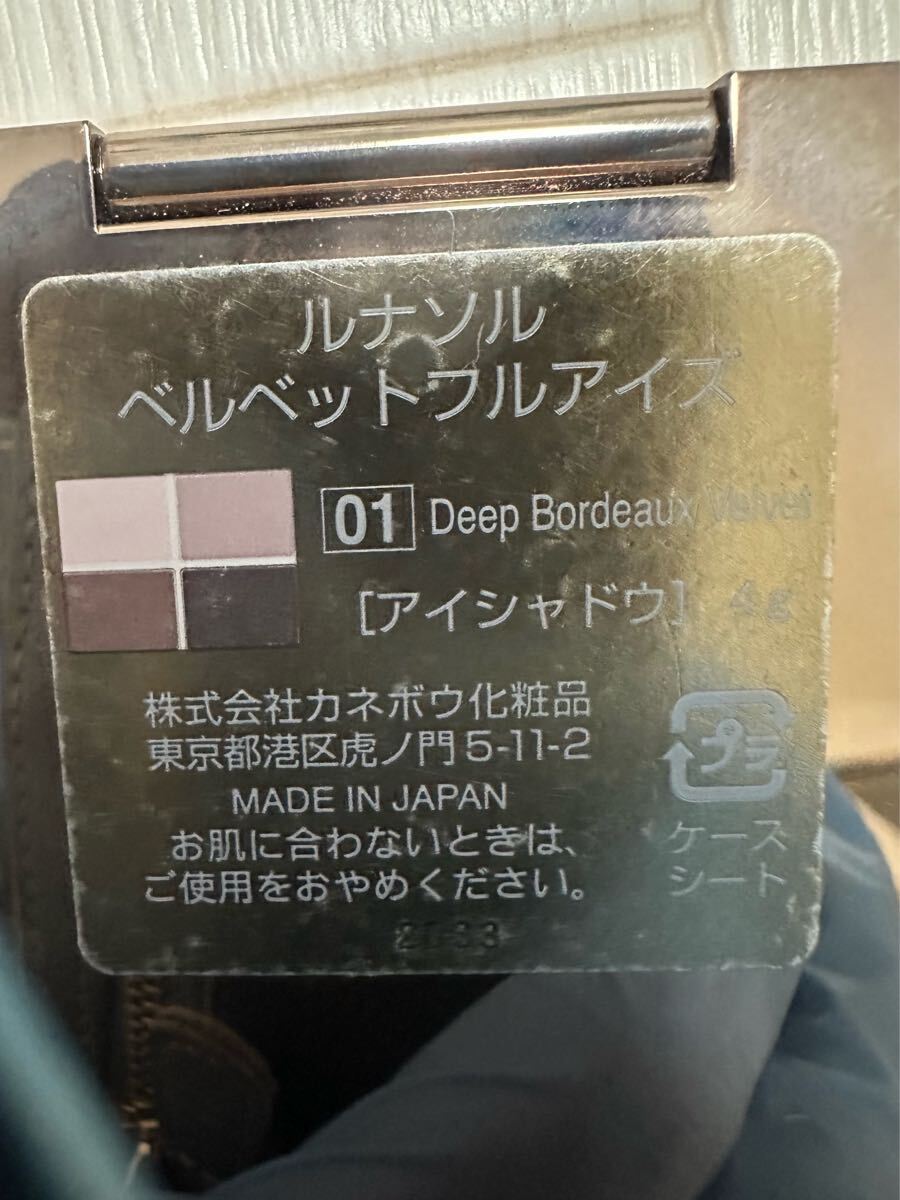 ルナソル
ベルベットフルアイズ
01 Deep Bordeaux Velvet
[アイシャドウ] 4g
株式会社カネボウ化粧品
東京都港区虎ノ門5-11-2
MADE IN JAPAN
お肌に合わないときは、
ご使用をおやめください。
プラ
ケース
シート